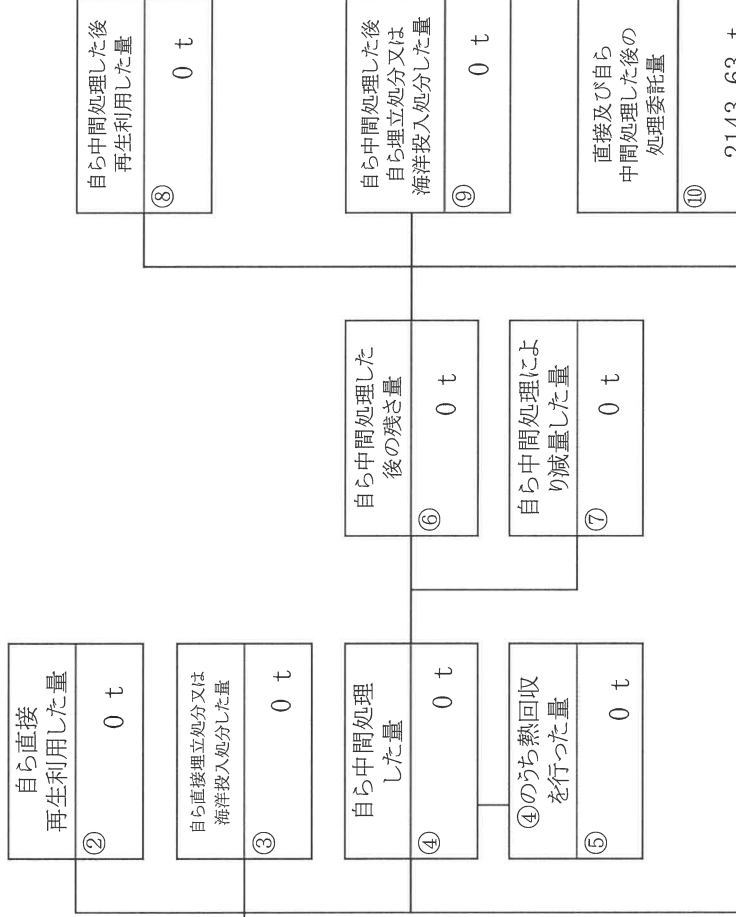 自ら直接
再生利用した量
②
0 t
自ら直接埋立処分又は
海洋投入処分した量
③
0 t
自ら中間処理
した量
④
0 t
④のうち熱回収
を行った量
⑤
0 t
自ら中間処理した
後の残さ量
⑥
0 t
自ら中間処理によ
り減量した量
⑦
0 t
自ら中間処理した後
再生利用した量
⑧
0 t
自ら中間処理した後
自ら埋立処分又は
海洋投入処分した量
⑨
0 t
直接及び自ら
中間処理した後の
処理委託量
⑩
2143.63 t